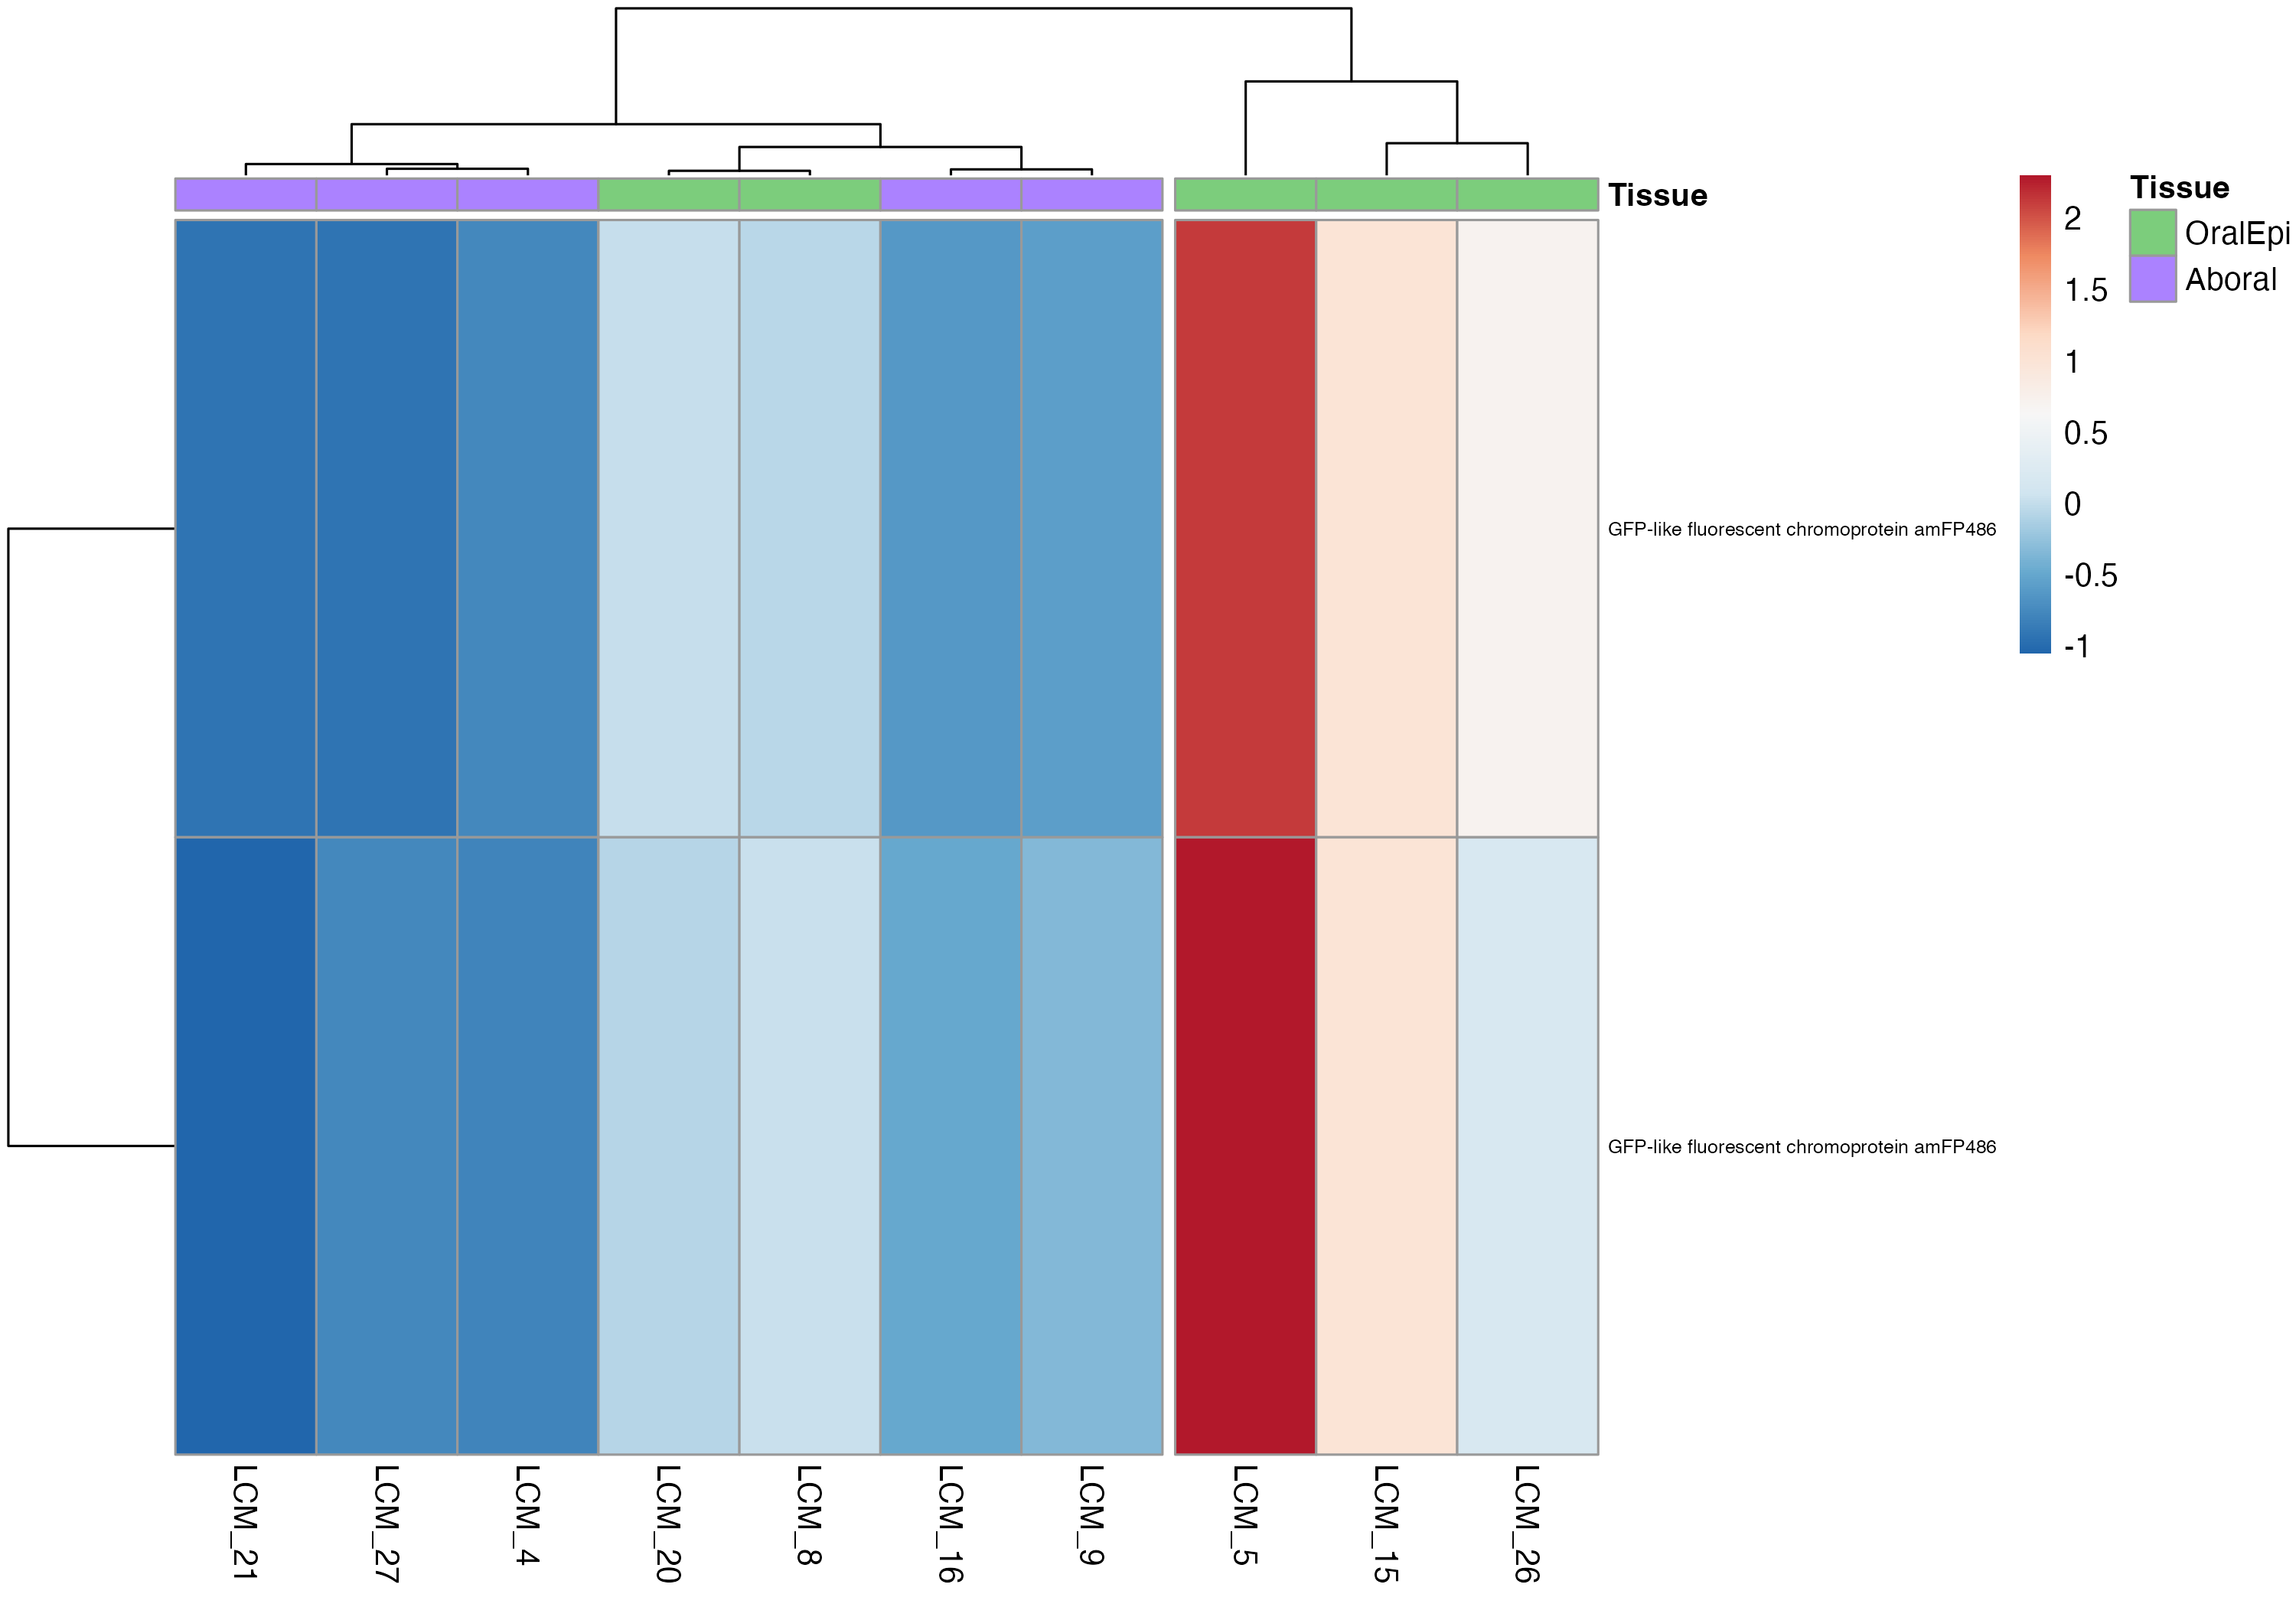 Tissue
2
1.5
1
0.5
0
-0.5
-1
Tissue
OralEpi
Aboral
GFP-like fluorescent chromoprotein amFP486
GFP-like fluorescent chromoprotein amFP486
LCM_21
LCM_27
LCM_4
LCM_20
LCM_8
LCM_16
LCM_9
LCM_5
LCM_15
LCM_26